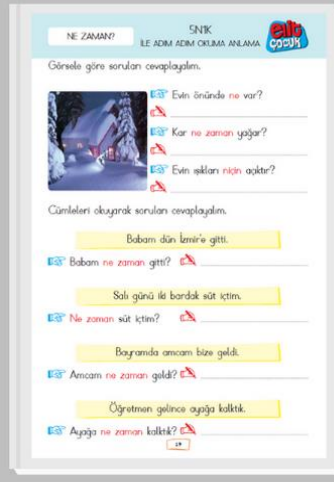 NE ZAMAN?
5N1K
İLE ADIM ADIM OKUMA ANLAMA
elit
ÇOCUK
Görsele göre soruları cevaplayalım.
Evin önünde ne var?
Kar ne zaman yağar?
Evin ışıkları niçin açıktır?
Cümleleri okuyarak soruları cevaplayalım.
Babam dün İzmir'e gitti.
Babam ne zaman gitti?
Salı günü iki bardak süt içtim.
Ne zaman süt içtim?
Bayramda amcam bize geldi.
Amcam ne zaman geldi?
Öğretmen gelince ayağa kalktık.
Ayağa ne zaman kalktık?